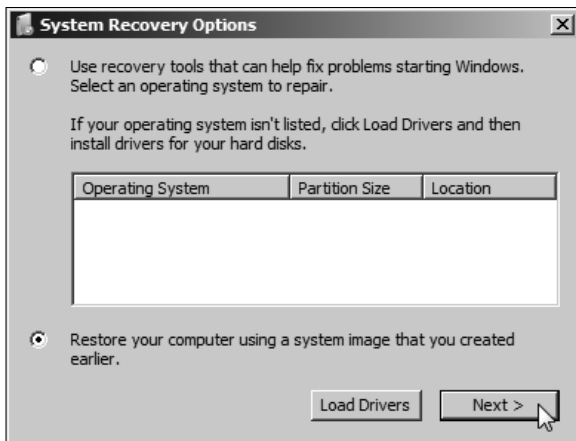 System Recovery Options
Use recovery tools that can help fix problems starting Windows.
Select an operating system to repair.
If your operating system isn't listed, click Load Drivers and then
install drivers for your hard disks.
Operating System Partition Size Location
Restore your computer using a system image that you created
earlier.
Load Drivers Next >